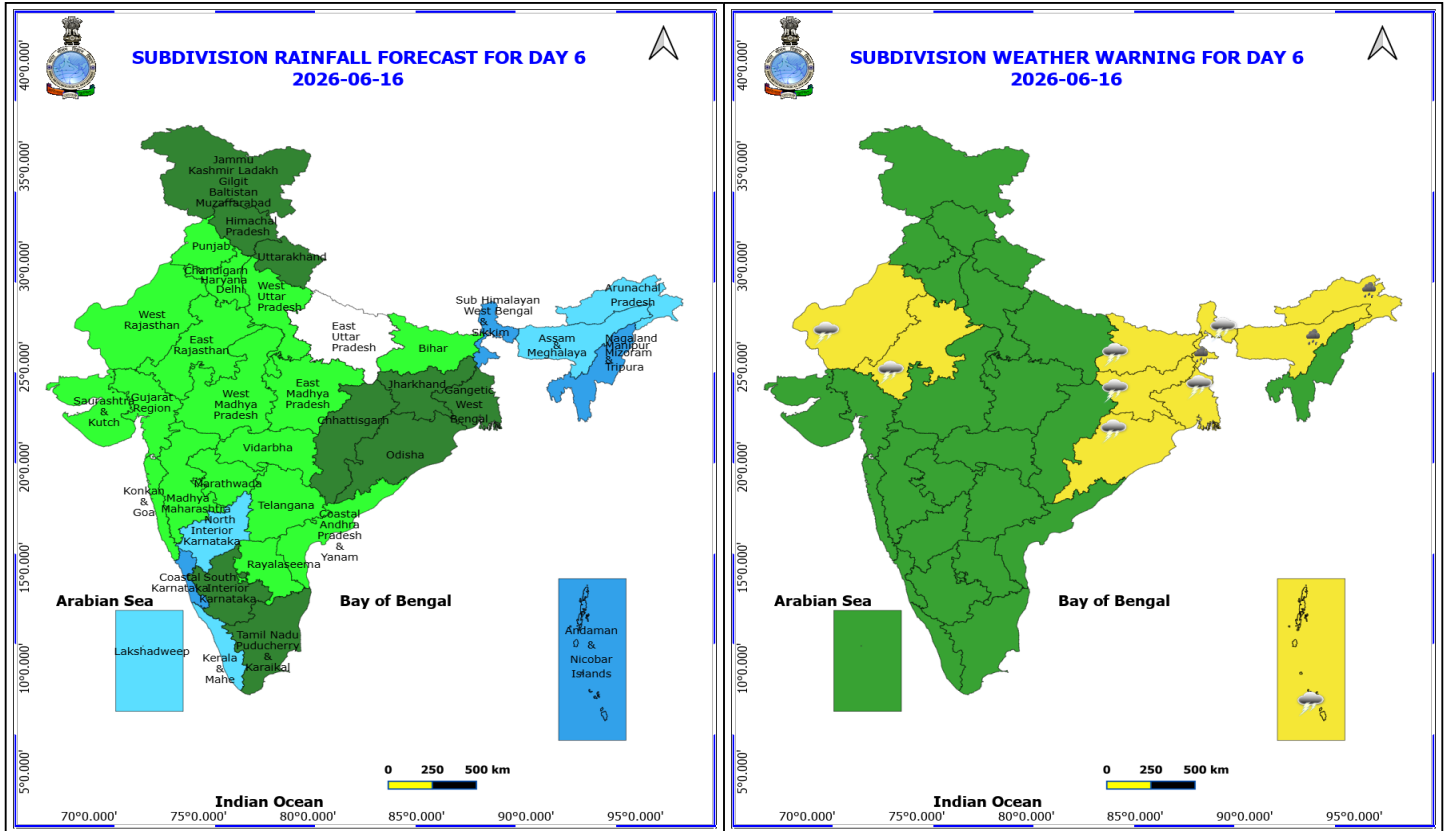 SUBDIVISION RAINFALL FORECAST FOR DAY 6
2026-06-16
40°0.000'
35°0.000'
30°0.000'
25°0.000'
20°0.000'
15°0.000'
10°0.000'
5°0.000'
Jammu
Kashmir Ladakh
Gilgit
Baltistan
Muzaffarabad
Himachal
Pradesh
Punjab
Uttarakhand
Chandigarh
Haryana
Delhi
West
Uttar
Pradesh
West
Rajasthan
East
Rajasthan
East
Uttar
Pradesh
Bihar
Sub Himalayan
West Bengal
&
Sikkim
Arunachal
Pradesh
Assam
&
Meghalaya
Nagaland
Manipur
Mizoram
&
Tripura
Saurashtra
&
Kutch
Gujarat
Region
West
Madhya
Pradesh
East
Madhya
Pradesh
Jharkhand
Gangetic
West
Bengal
Chhattisgarh
Odisha
Vidarbha
Konkan
&
Goa
Madhya
Maharashtra
Marathwada
Telangana
North
Interior
Karnataka
Coastal
Andhra
Pradesh
&
Yanam
Rayalaseema
Coastal
Karnataka
South
Interior
Karnataka
Arabian Sea
Bay of Bengal
Lakshadweep
Kerala
&
Mahe
Tamil Nadu
Puducherry
&
Karaikal
Andaman
&
Nicobar
Islands
0 250 500 km
Indian Ocean
70°0.000' 75°0.000' 80°0.000' 85°0.000' 90°0.000' 95°0.000'
SUBDIVISION WEATHER WARNING FOR DAY 6
2026-06-16
40°0.000'
35°0.000'
30°0.000'
25°0.000'
20°0.000'
15°0.000'
10°0.000'
5°0.000'
Arabian Sea
Bay of Bengal
0 250 500 km
Indian Ocean
70°0.000' 75°0.000' 80°0.000' 85°0.000' 90°0.000' 95°0.000'